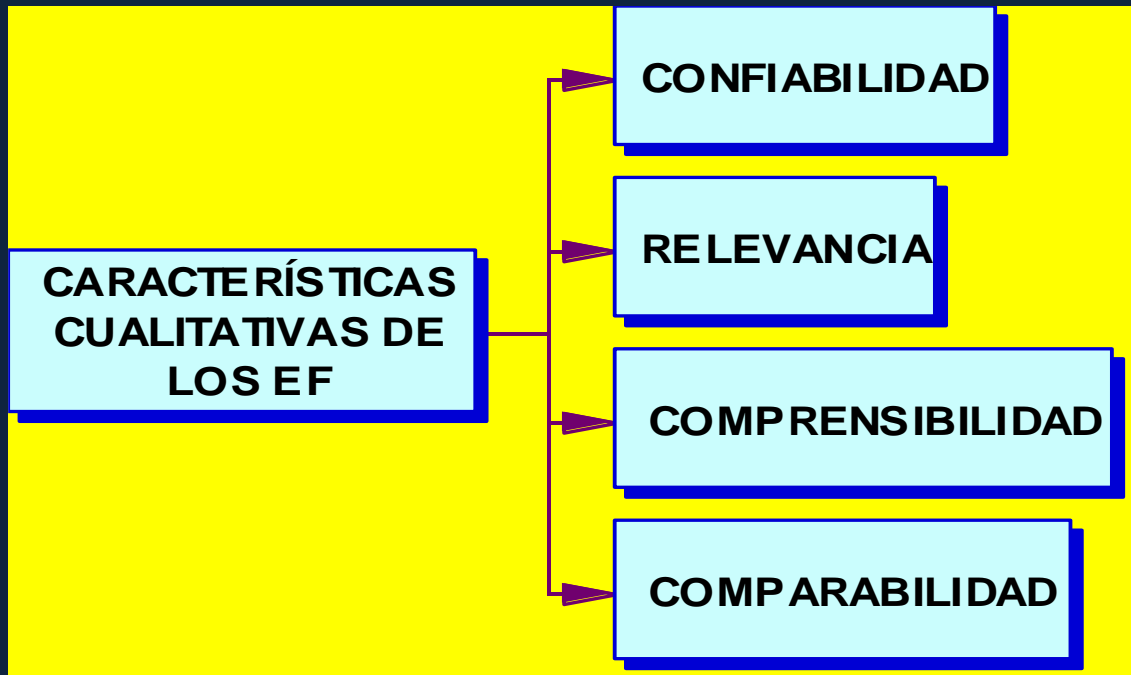 CARACTERÍSTICAS
CUALITATIVAS DE
LOS EF
CONFIABILIDAD
RELEVANCIA
COMPRENSIBILIDAD
COMPARABILIDAD